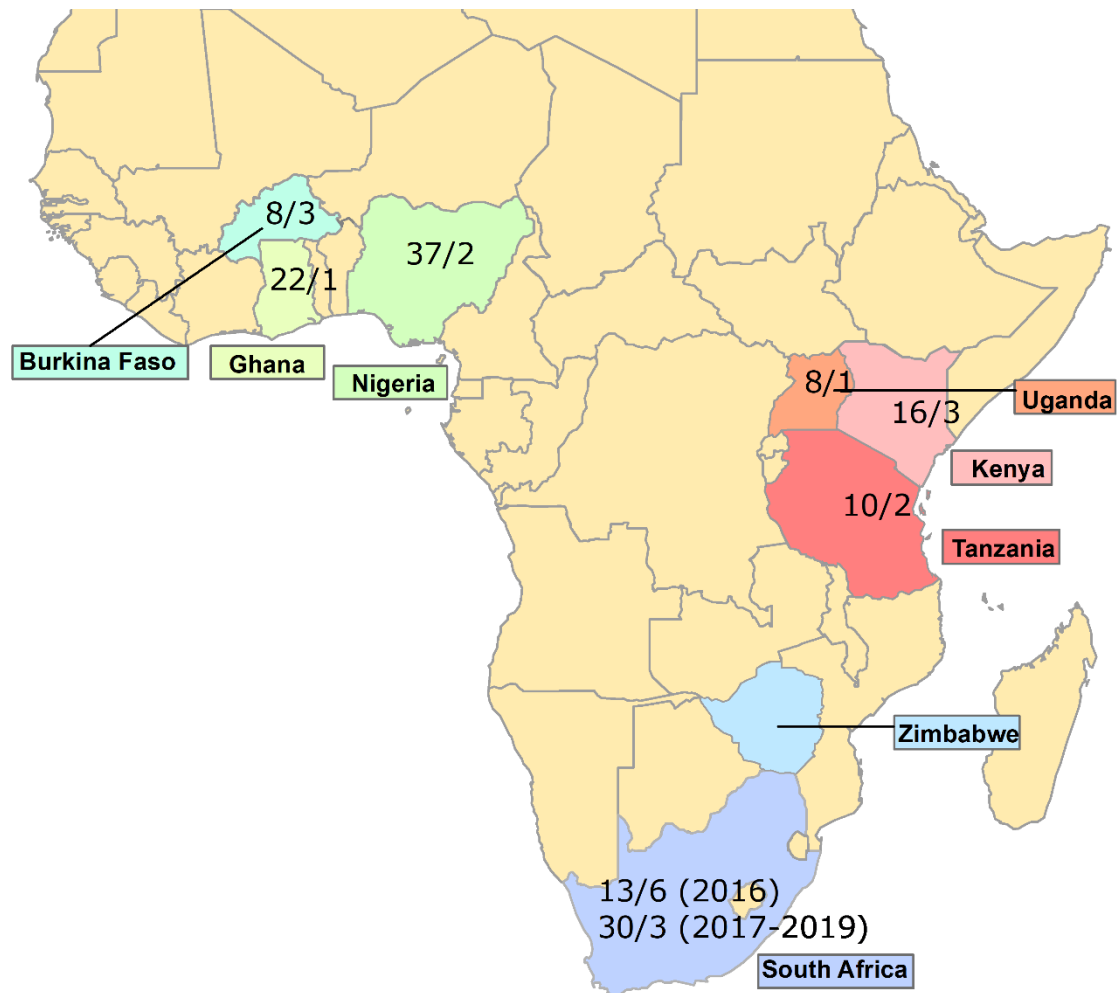 8/3
37/2
22/1
Burkina Faso
Ghana
Nigeria
8/1
16/3
Uganda
Kenya
10/2
Tanzania
Zimbabwe
13/6 (2016)
30/3 (2017-2019)
South Africa